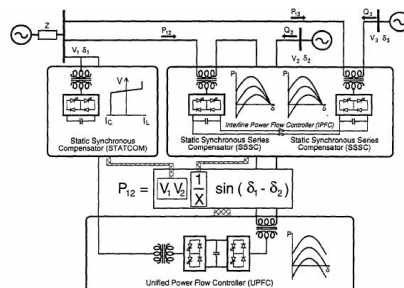 P13
Q3
Z
P12
Q2
V1 δ1
V2 δ2
V3 δ3
V
IC
IL
P
δ
P
δ
Interline Power Flow Controller (IPFC)
Static Synchronous
Compensator (STATCOM)
Static Synchronous Series
Compensator (SSSC)
Static Synchronous Series
Compensator (SSSC)
P12 = V1 V2 1/X sin ( δ1 - δ2 )
P
δ
Unified Power Flow Controller (UPFC)